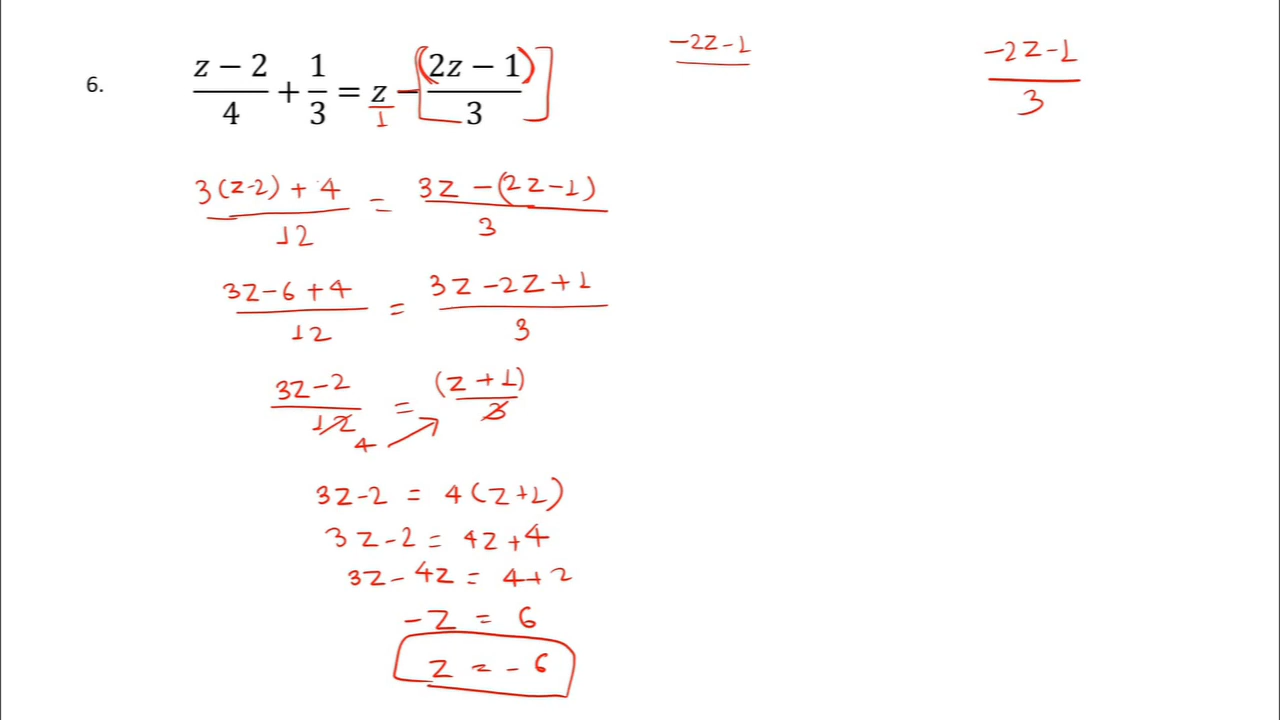 6. (z − 2)/4 + 1/3 = z/1 − [(2z − 1)/3]
-2z-1
(-2z-1)/3
(3(z-2) + 4)/12 = (3z - (2z-1))/3
(3z-6+4)/12 = (3z-2z+1)/3
(3z-2)/12 = (z+1)/3
4
3z-2 = 4(z+1)
3z-2 = 4z+4
3z-4z = 4+2
-z = 6
z = -6